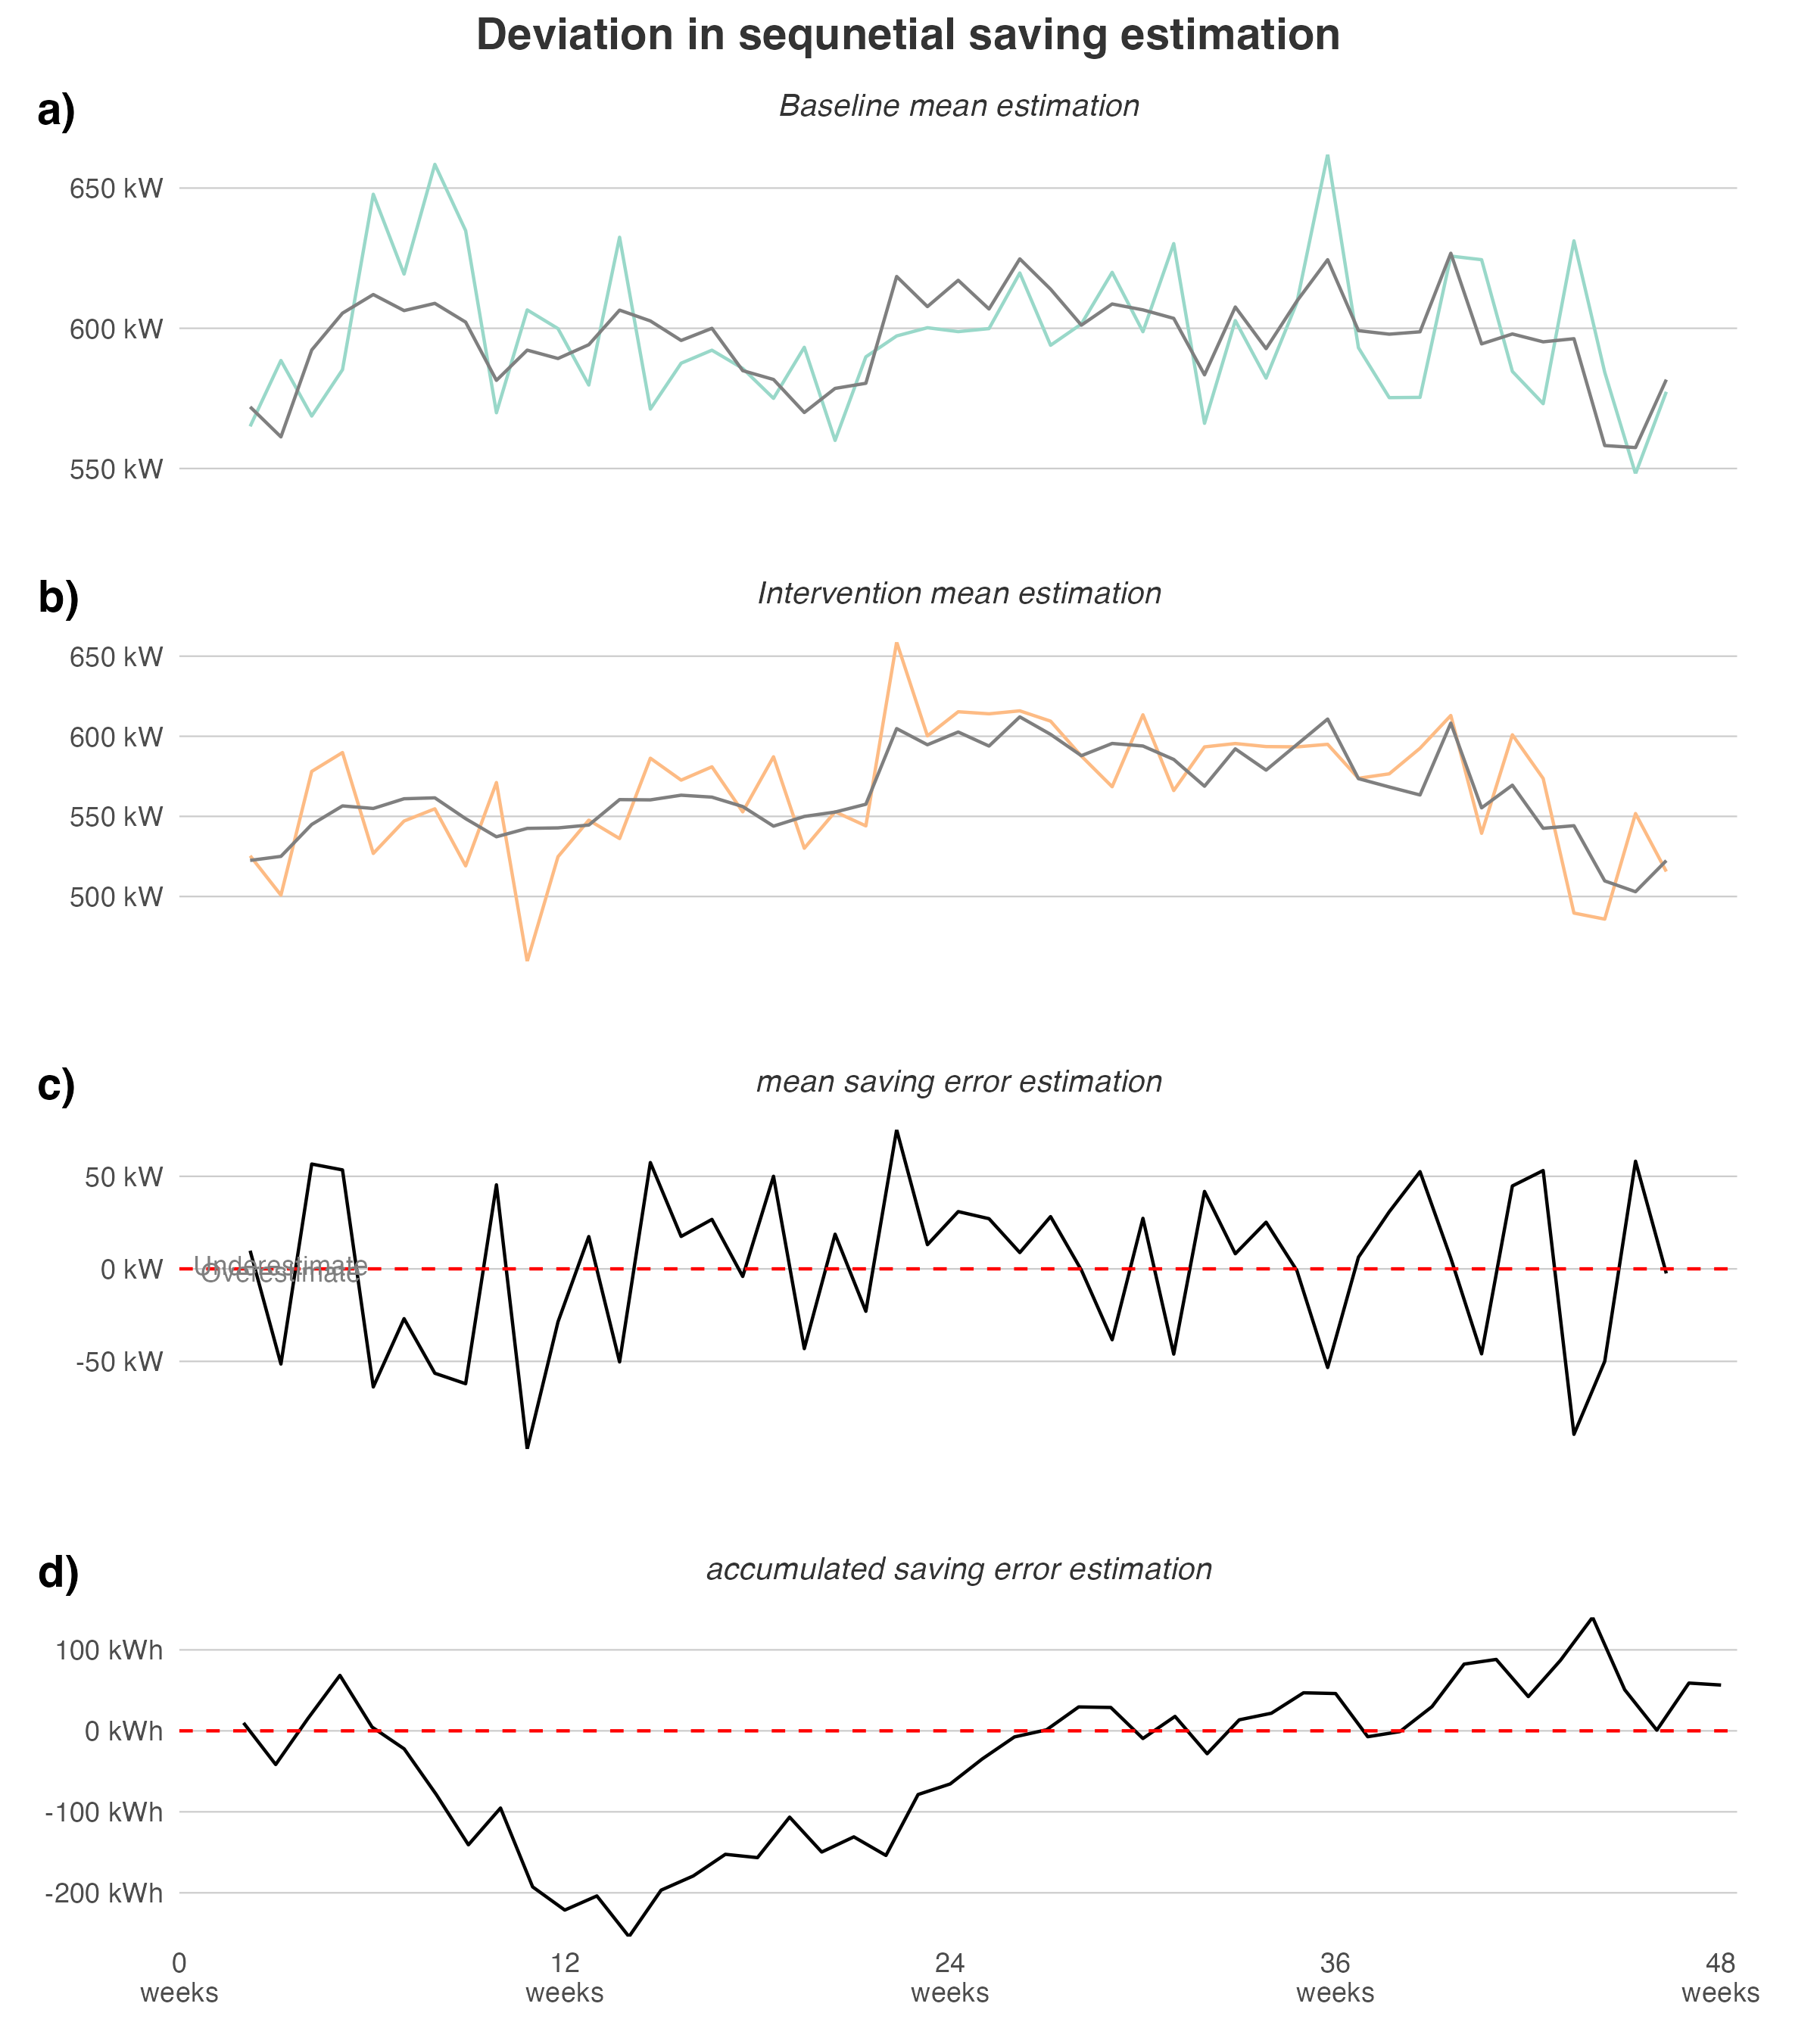 Deviation in sequnetial saving estimation
a)
Baseline mean estimation
650 kW
600 kW
550 kW
b)
Intervention mean estimation
650 kW
600 kW
550 kW
500 kW
c)
mean saving error estimation
50 kW
0 kW
-50 kW
Underestimate
Overestimate
d)
accumulated saving error estimation
100 kWh
0 kWh
-100 kWh
-200 kWh
0 12 24 36 48
weeks weeks weeks weeks weeks